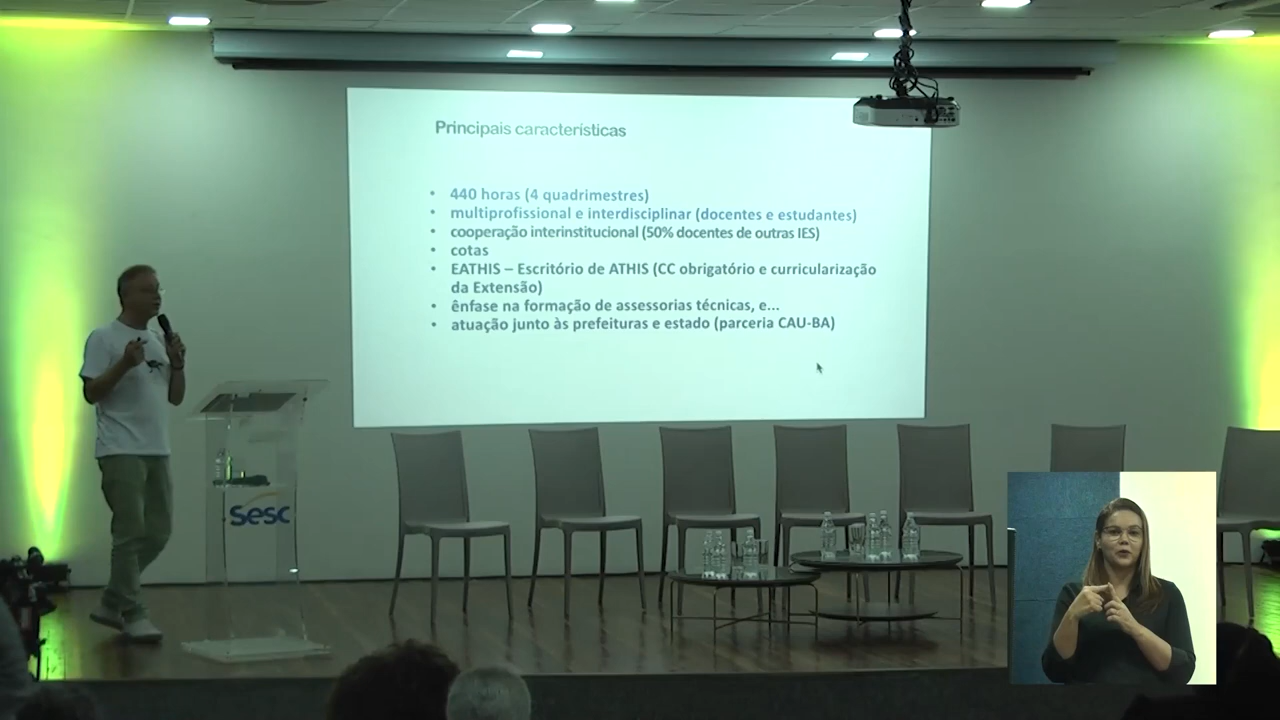 Principais características
• 440 horas (4 quadrimestres)
• multiprofissional e interdisciplinar (docentes e estudantes)
• cooperação interinstitucional (50% docentes de outras IES)
• cotas
• EATHIS – Escritório de ATHIS (CC obrigatório e curricularização
da Extensão)
• ênfase na formação de assessorias técnicas, e...
• atuação junto às prefeituras e estado (parceria CAU-BA)
sesc